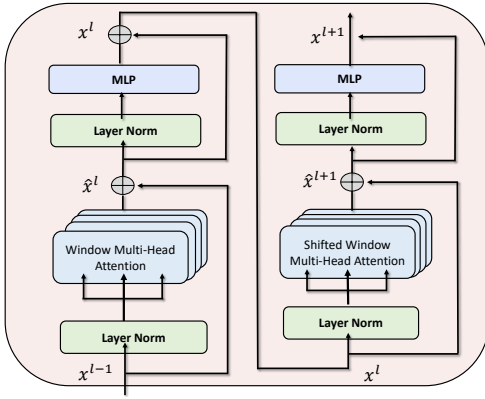 x^l
MLP
Layer Norm
x̂^l
Window Multi-Head
Attention
Layer Norm
x^{l−1}
x^{l+1}
MLP
Layer Norm
x̂^{l+1}
Shifted Window
Multi-Head Attention
Layer Norm
x^l